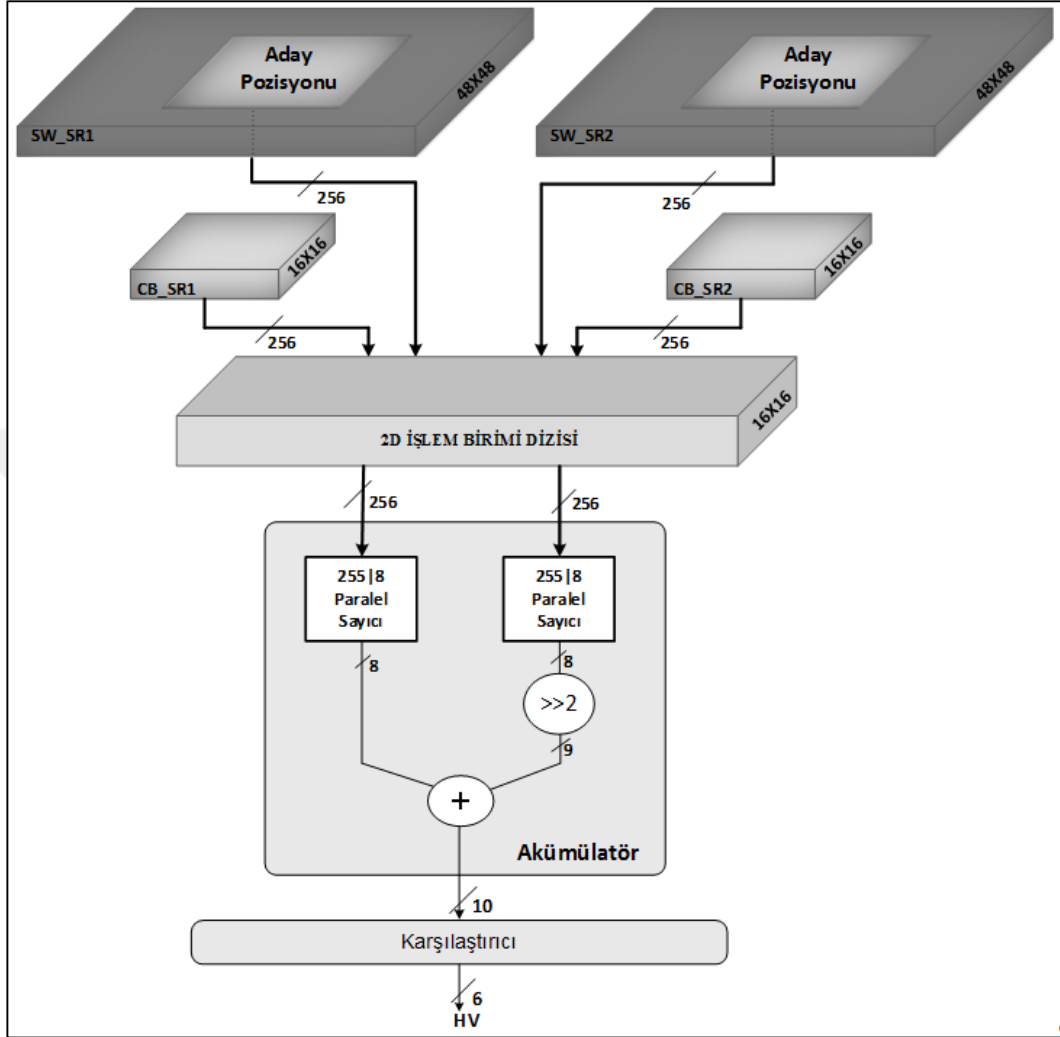 Aday
Pozisyonu
48X48
SW_SR1
Aday
Pozisyonu
48X48
SW_SR2
256
256
16X16
CB_SR1
16X16
CB_SR2
256
256
16X16
2D İŞLEM BİRİMİ DİZİSİ
256
256
255|8
Paralel
Sayıcı
255|8
Paralel
Sayıcı
8
8
>>2
9
+
Akümülatör
10
Karşılaştırıcı
6
HV